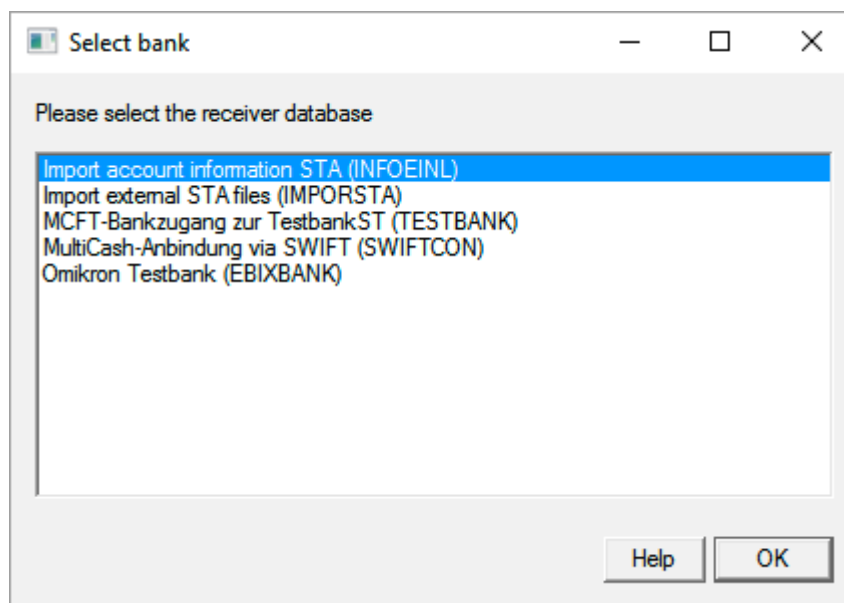 Select bank
Please select the receiver database
Import account information STA (INFOEINL)
Import external STA files (IMPORSTA)
MCFT-Bankzugang zur TestbankST (TESTBANK)
MultiCash-Anbindung via SWIFT (SWIFTCON)
Omikron Testbank (EBIXBANK)
Help OK